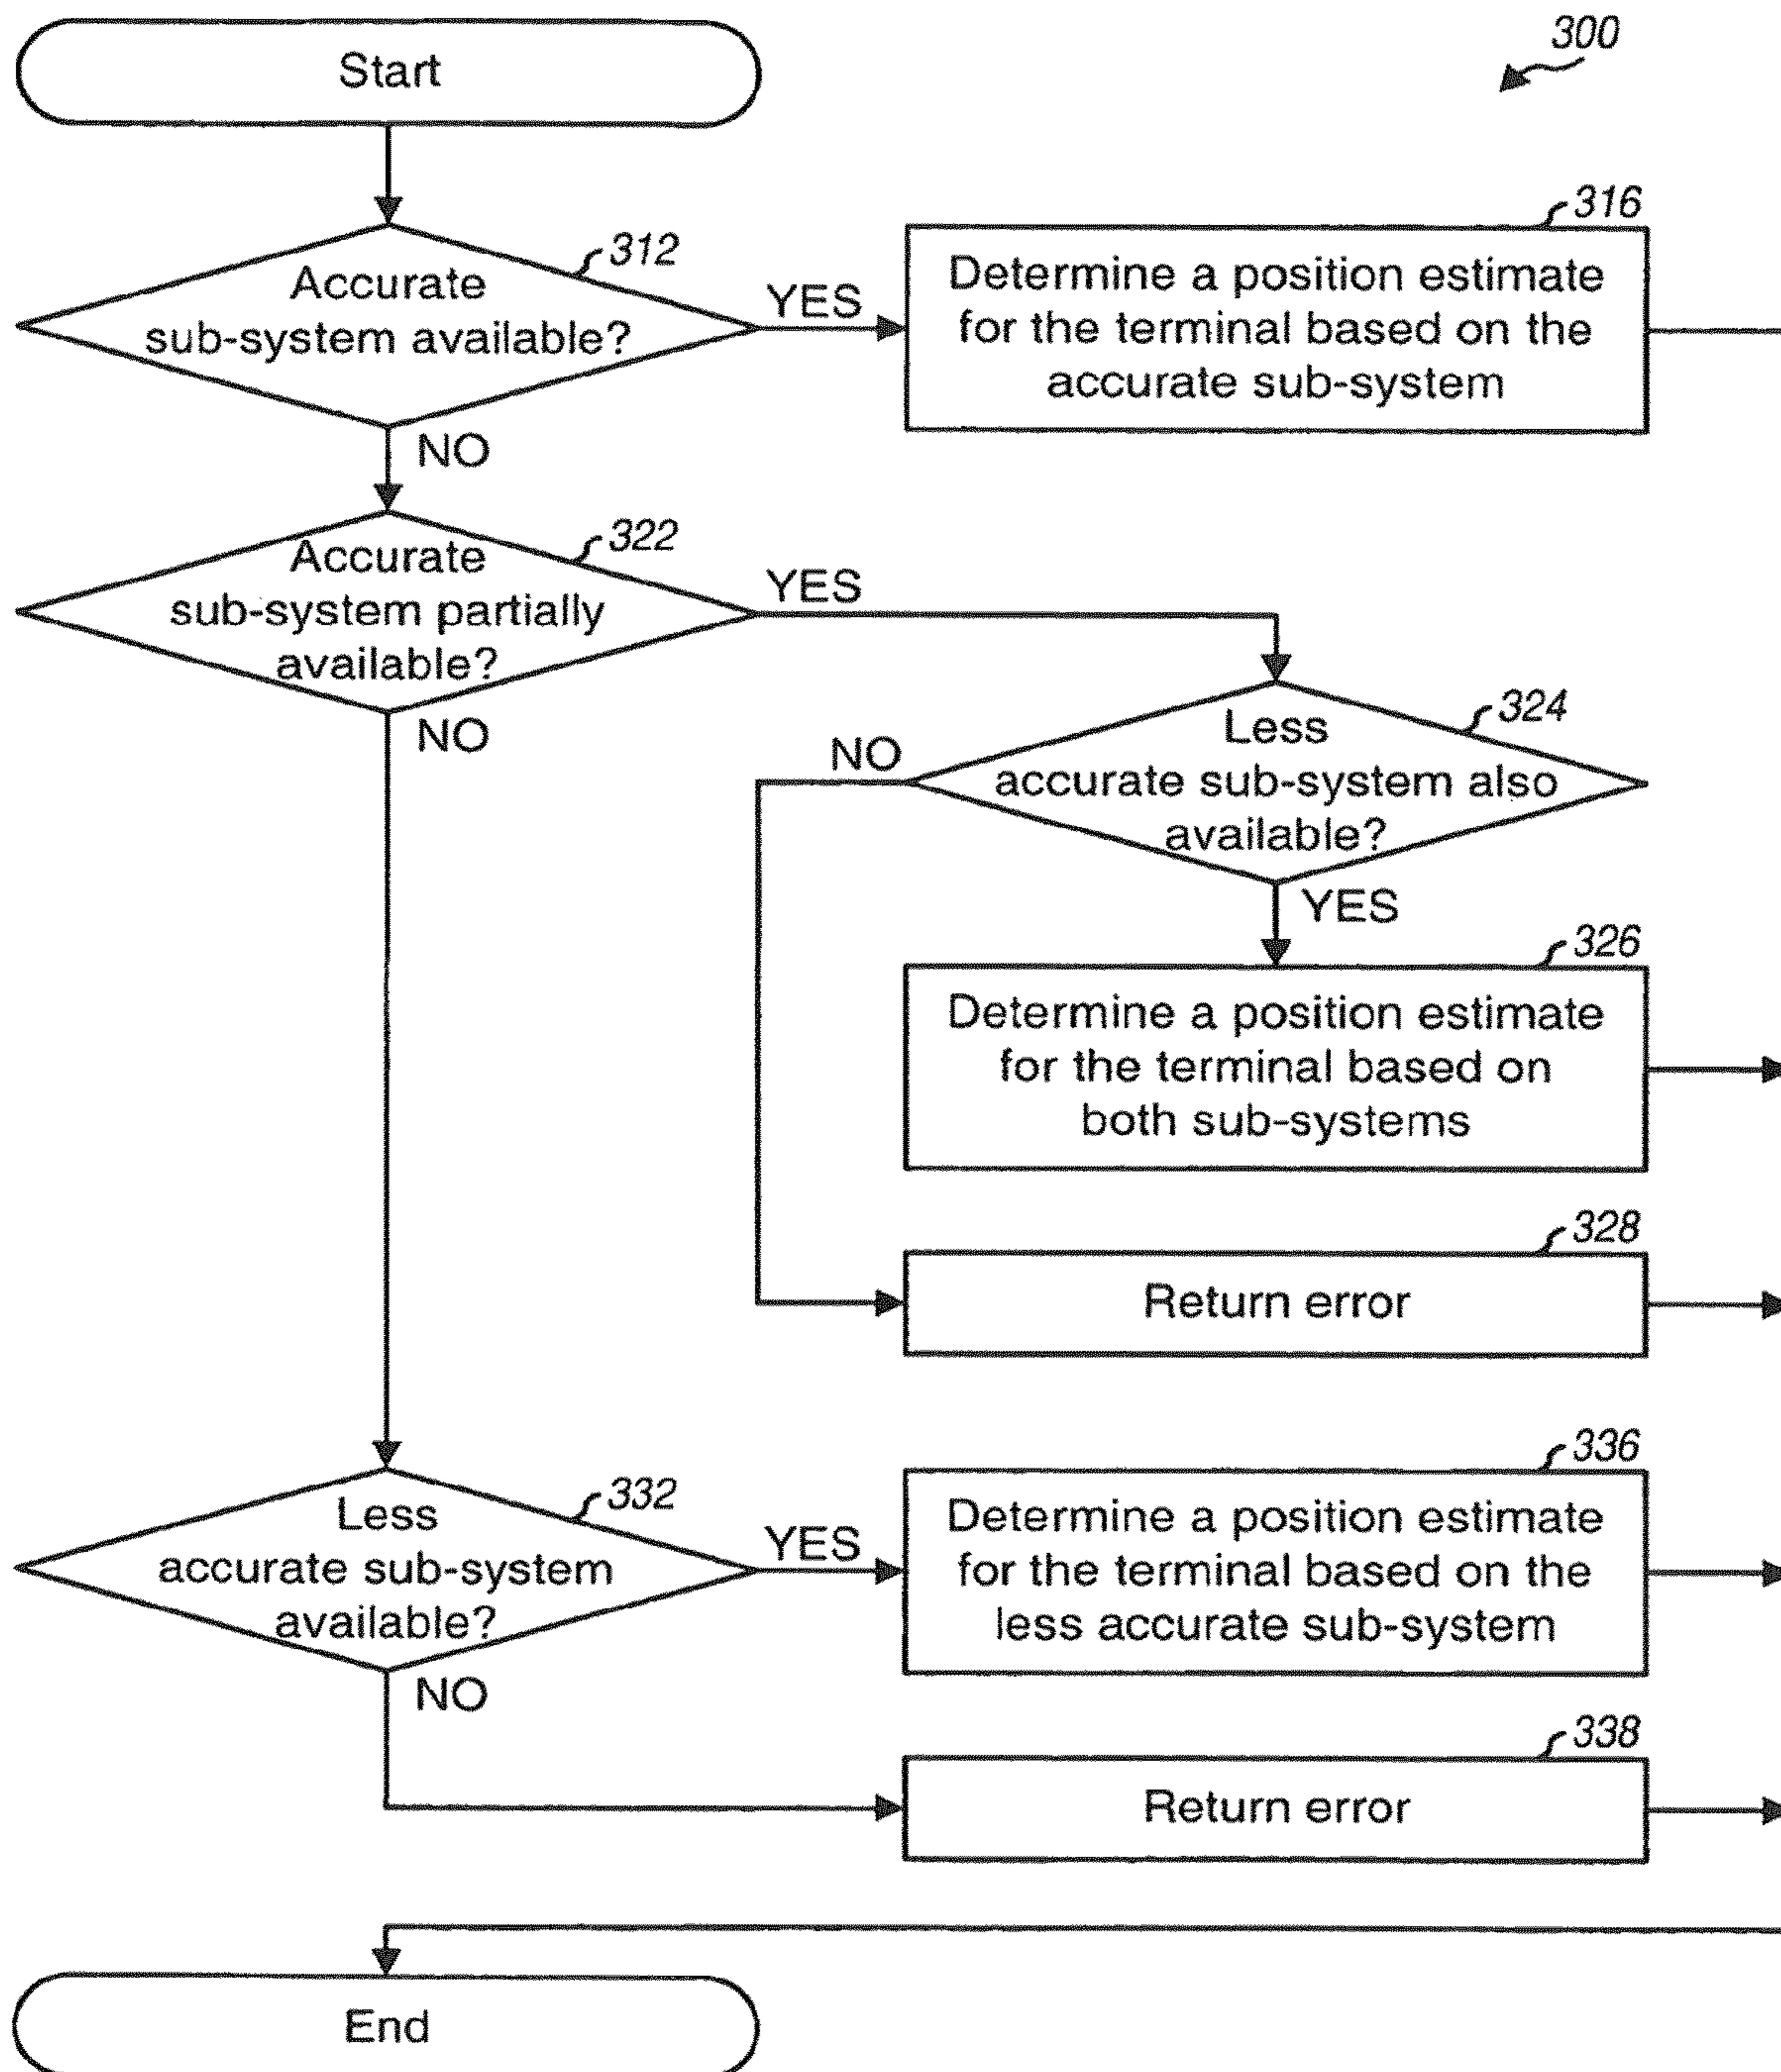 300
Start
312
Accurate
sub-system available?
YES
NO
316
Determine a position estimate
for the terminal based on the
accurate sub-system
322
Accurate
sub-system partially
available?
YES
NO
324
Less
accurate sub-system also
available?
NO
YES
326
Determine a position estimate
for the terminal based on
both sub-systems
328
Return error
332
Less
accurate sub-system
available?
YES
NO
336
Determine a position estimate
for the terminal based on the
less accurate sub-system
338
Return error
End